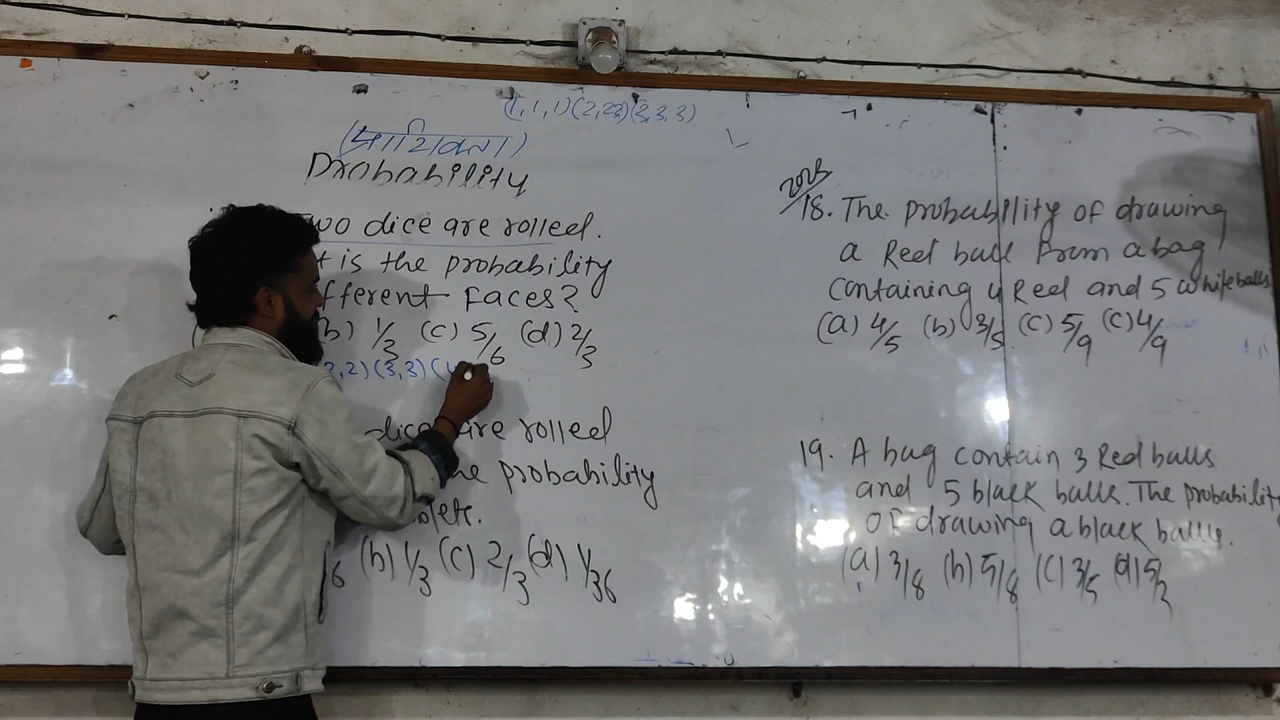 (1,1,1)(2,2,2)(3,3,3)
(प्रायिकता)
Probability
Two dice are rolled.
t is the probability
fferent Faces?
b) 1/3 (c) 5/6 (d) 2/3
2,2)(3,3)(
dice are rolled
he probability
(b) 1/3 (c) 2/3 (d) 1/36
2025
18. The probability of drawing
a Red ball from a bag
containing 4 Red and 5 white balls
(a) 4/5 (b) 3/5 (c) 5/9 (c) 4/9
19. A bag contain 3 Red balls
and 5 black balls. The probabilit
of drawing a black balls.
(a) 3/8 (b) 5/8 (c) 3/5 (d) 5/3